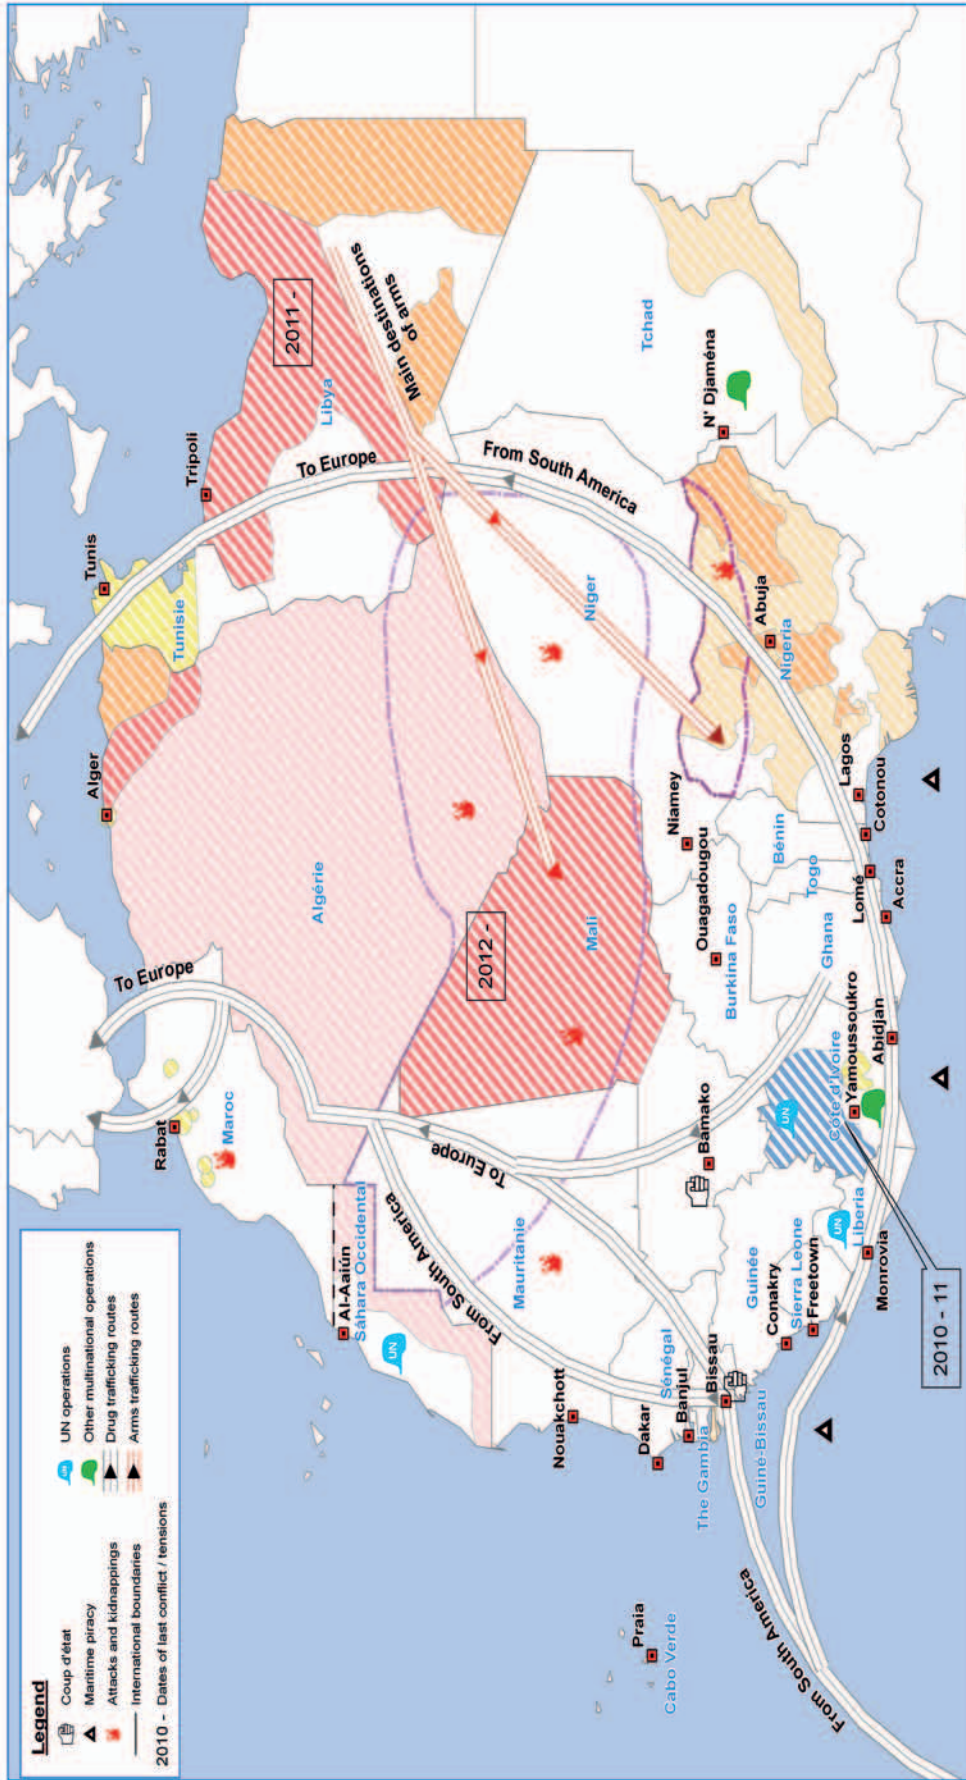 Legend
Coup d'état
Maritime piracy
Attacks and kidnappings
International boundaries
2010 - Dates of last conflict / tensions
UN operations
Other multinational operations
Drug trafficking routes
Arms trafficking routes
UN
To Europe
Rabat
Maroc
Alger
Algérie
Tunis
Tunisie
Tripoli
Libya
2011 -
To Europe
Main destinations
of arms
From South America
Al-Aaiún
Sáhara Occidental
UN
From South America
To Europe
Mauritanie
Nouakchott
2012 -
Mali
Niger
Tchad
N' Djaména
Dakar
Sénégal
Banjul
The Gambia
Bissau
Guiné-Bissau
Bamako
Ouagadougou
Burkina Faso
Niamey
Bénin
Togo
Ghana
Abuja
Nigeria
Lagos
Cotonou
Lomé
Accra
Guinée
Conakry
Sierra Leone
Freetown
UN
Liberia
Monrovia
UN
Côte d'Ivoire
Yamoussoukro
Abidjan
2010 - 11
Praia
Cabo Verde
From South America